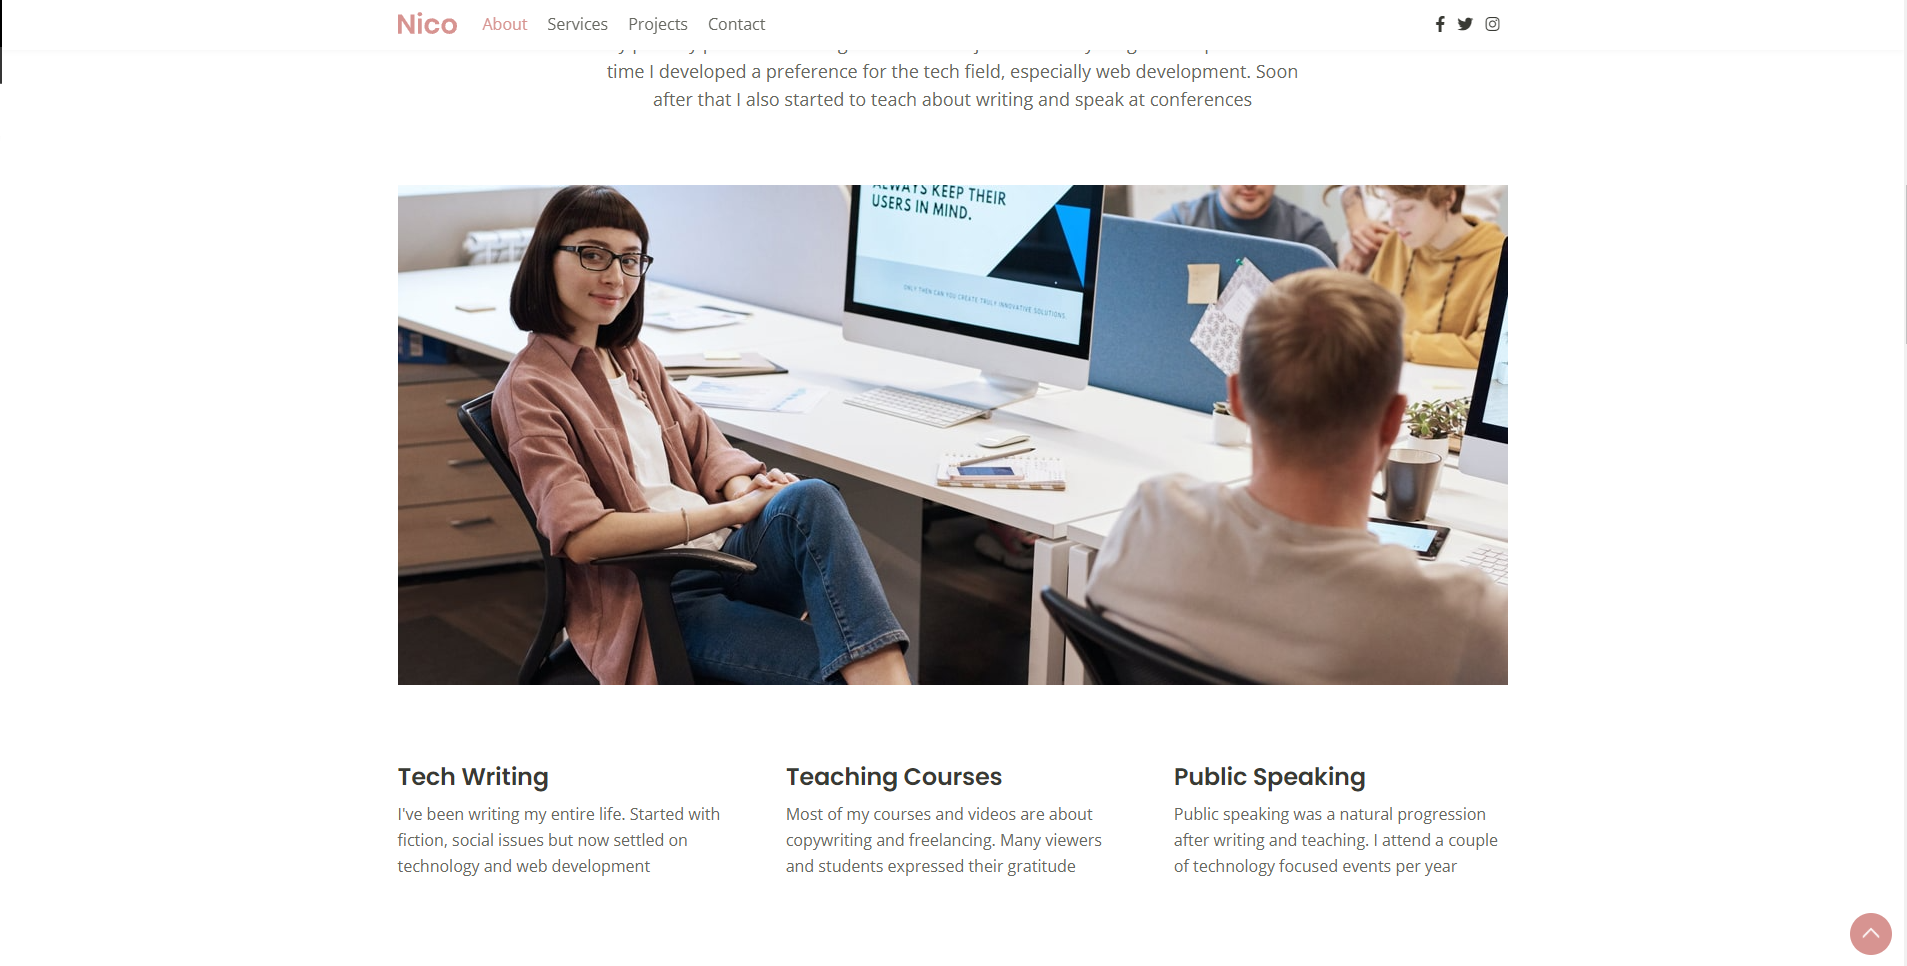 Nico About Services Projects Contact
time I developed a preference for the tech field, especially web development. Soon
after that I also started to teach about writing and speak at conferences
ALWAYS KEEP THEIR
USERS IN MIND.
ONLY THEN CAN YOU CREATE TRULY INNOVATIVE SOLUTIONS.
Tech Writing
I've been writing my entire life. Started with
fiction, social issues but now settled on
technology and web development
Teaching Courses
Most of my courses and videos are about
copywriting and freelancing. Many viewers
and students expressed their gratitude
Public Speaking
Public speaking was a natural progression
after writing and teaching. I attend a couple
of technology focused events per year